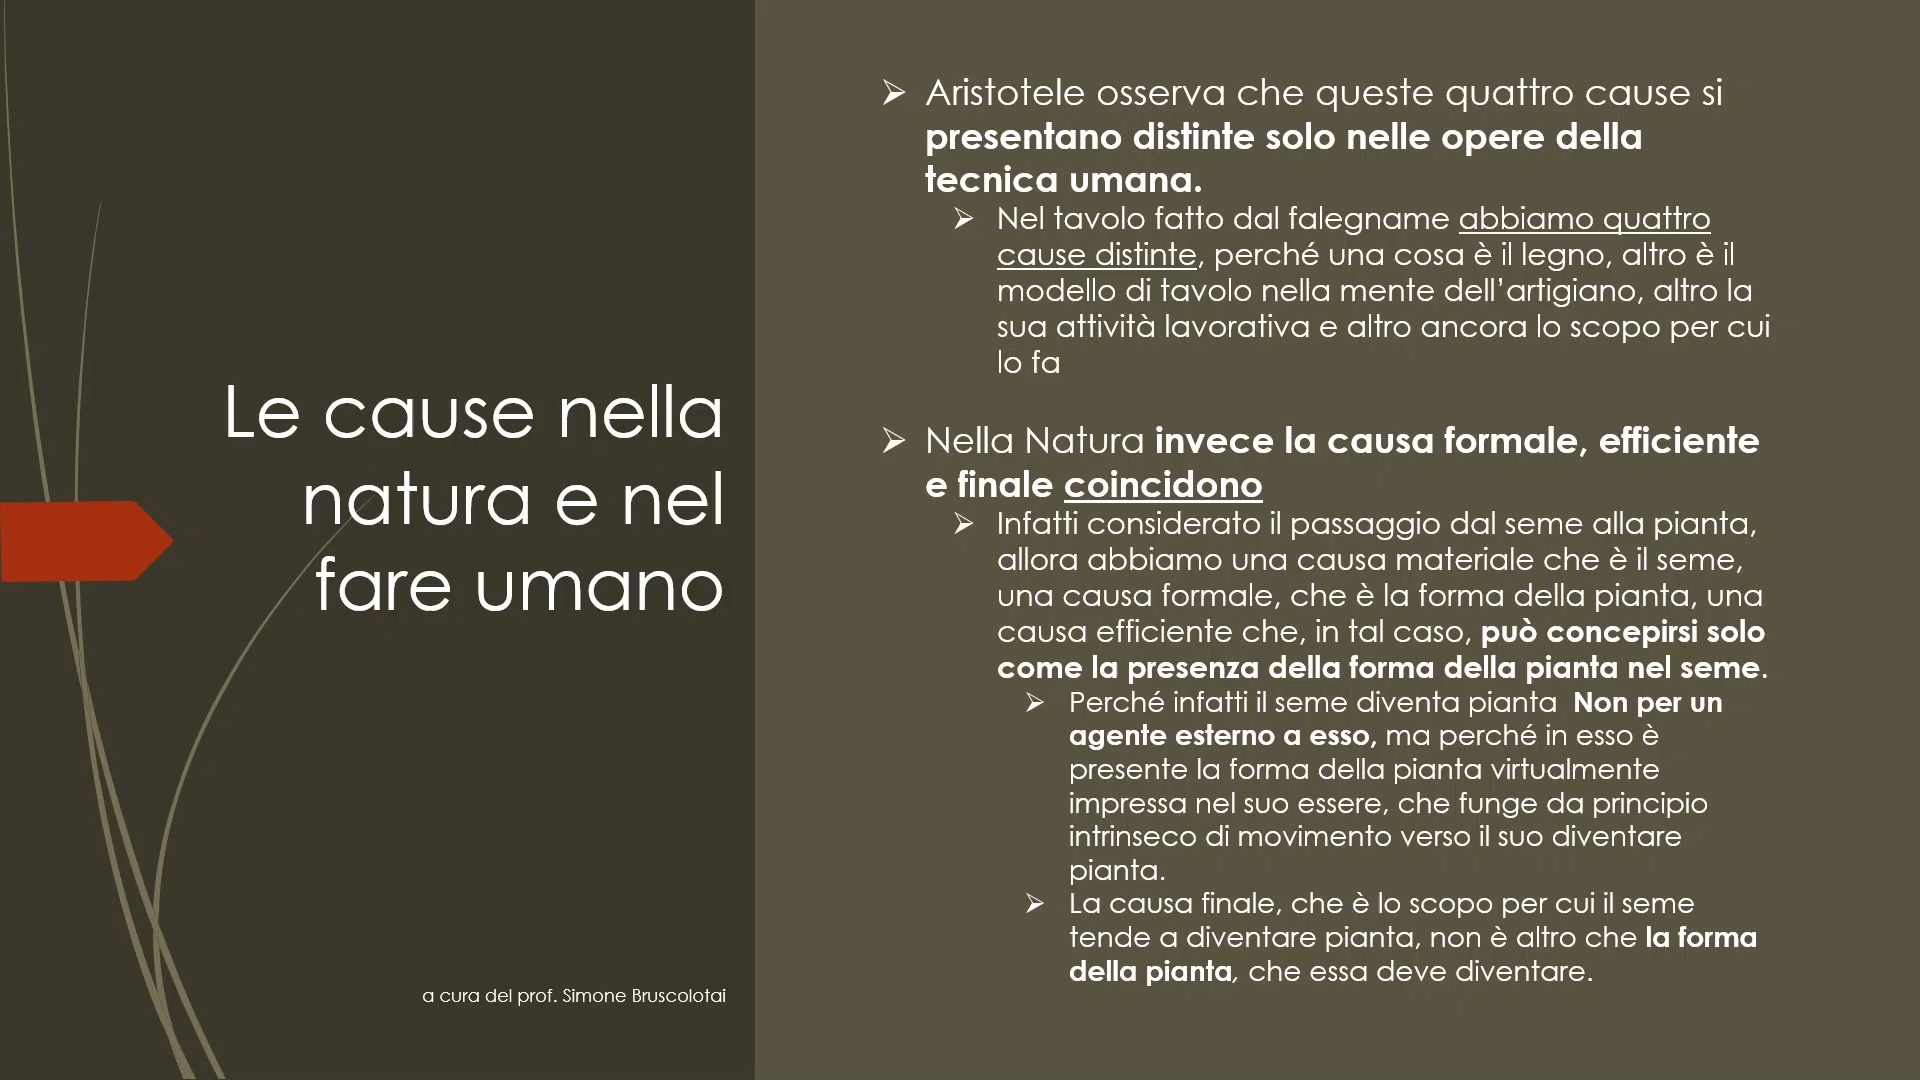 Le cause nella
natura e nel
fare umano
a cura del prof. Simone Bruscolotai
Aristotele osserva che queste quattro cause si
presentano distinte solo nelle opere della
tecnica umana.
Nel tavolo fatto dal falegname abbiamo quattro
cause distinte, perché una cosa è il legno, altro è il
modello di tavolo nella mente dell’artigiano, altro la
sua attività lavorativa e altro ancora lo scopo per cui
lo fa
Nella Natura invece la causa formale, efficiente
e finale coincidono
Infatti considerato il passaggio dal seme alla pianta,
allora abbiamo una causa materiale che è il seme,
una causa formale, che è la forma della pianta, una
causa efficiente che, in tal caso, può concepirsi solo
come la presenza della forma della pianta nel seme.
Perché infatti il seme diventa pianta  Non per un
agente esterno a esso, ma perché in esso è
presente la forma della pianta virtualmente
impressa nel suo essere, che funge da principio
intrinseco di movimento verso il suo diventare
pianta.
La causa finale, che è lo scopo per cui il seme
tende a diventare pianta, non è altro che la forma
della pianta, che essa deve diventare.